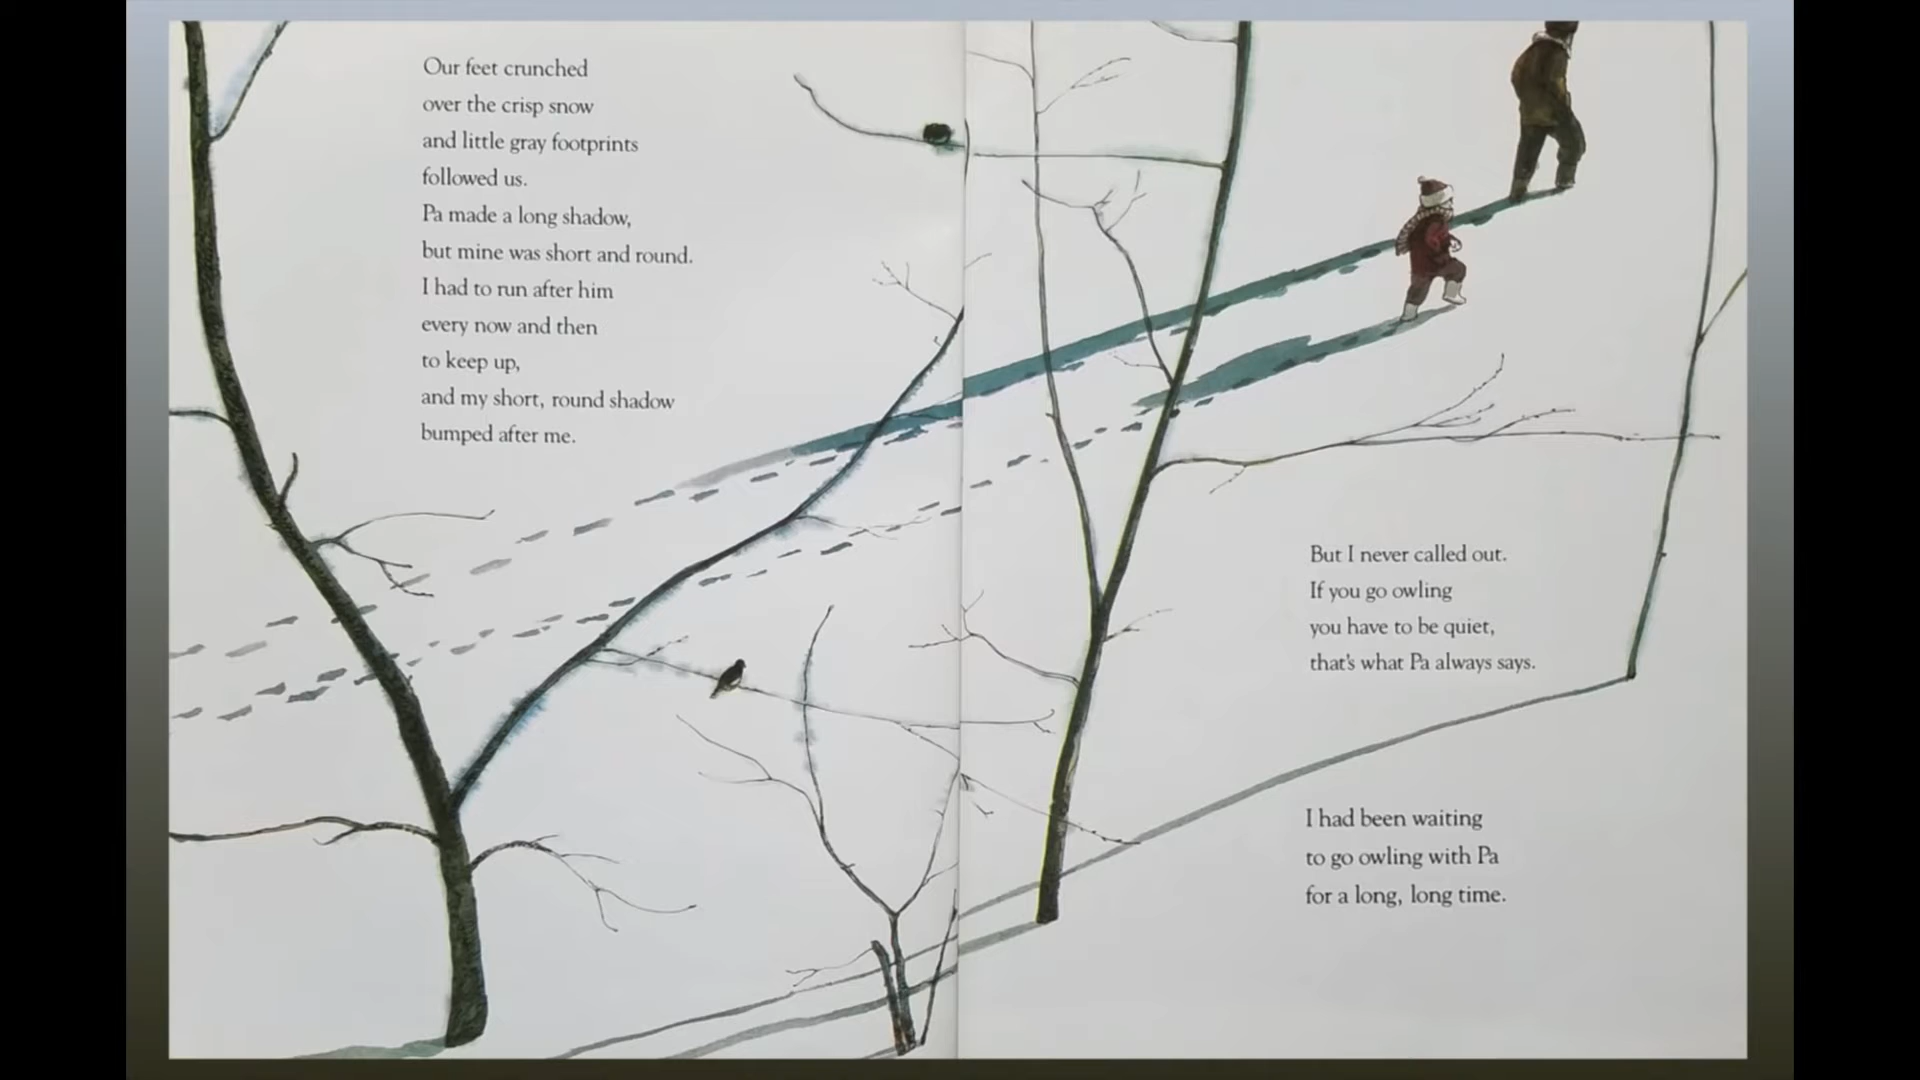 Our feet crunched
over the crisp snow
and little gray footprints
followed us.
Pa made a long shadow,
but mine was short and round.
I had to run after him
every now and then
to keep up,
and my short, round shadow
bumped after me.
But I never called out.
If you go owling
you have to be quiet,
that's what Pa always says.
I had been waiting
to go owling with Pa
for a long, long time.